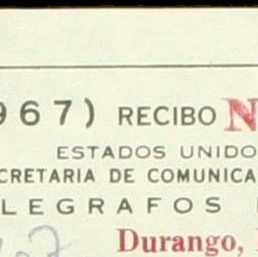 967) RECIBO N
ESTADOS UNIDO
CRETARIA DE COMUNICA
LEGRAFOS
Durango,